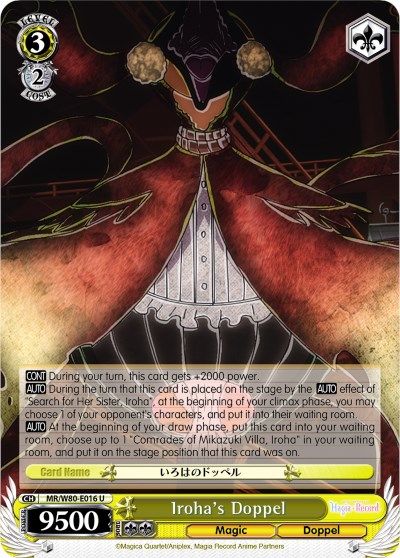 LEVEL
3
2
COST
CONT During your turn, this card gets +2000 power.
AUTO During the turn that this card is placed on the stage by the AUTO effect of
"Search for Her Sister, Iroha", at the beginning of your climax phase, you may
choose 1 of your opponent's characters, and put it into their waiting room.
AUTO At the beginning of your draw phase, put this card into your waiting
room, choose up to 1 "Comrades of Mikazuki Villa, Iroha" in your waiting
room, and put it on the stage position that this card was on.
Card Name いろはのドッペル
CH MR/W80-E016 U
POWER 9500
SOUL
Iroha's Doppel
Magia Record
Magic Doppel
©Magica Quartet/Aniplex, Magia Record Anime Partners